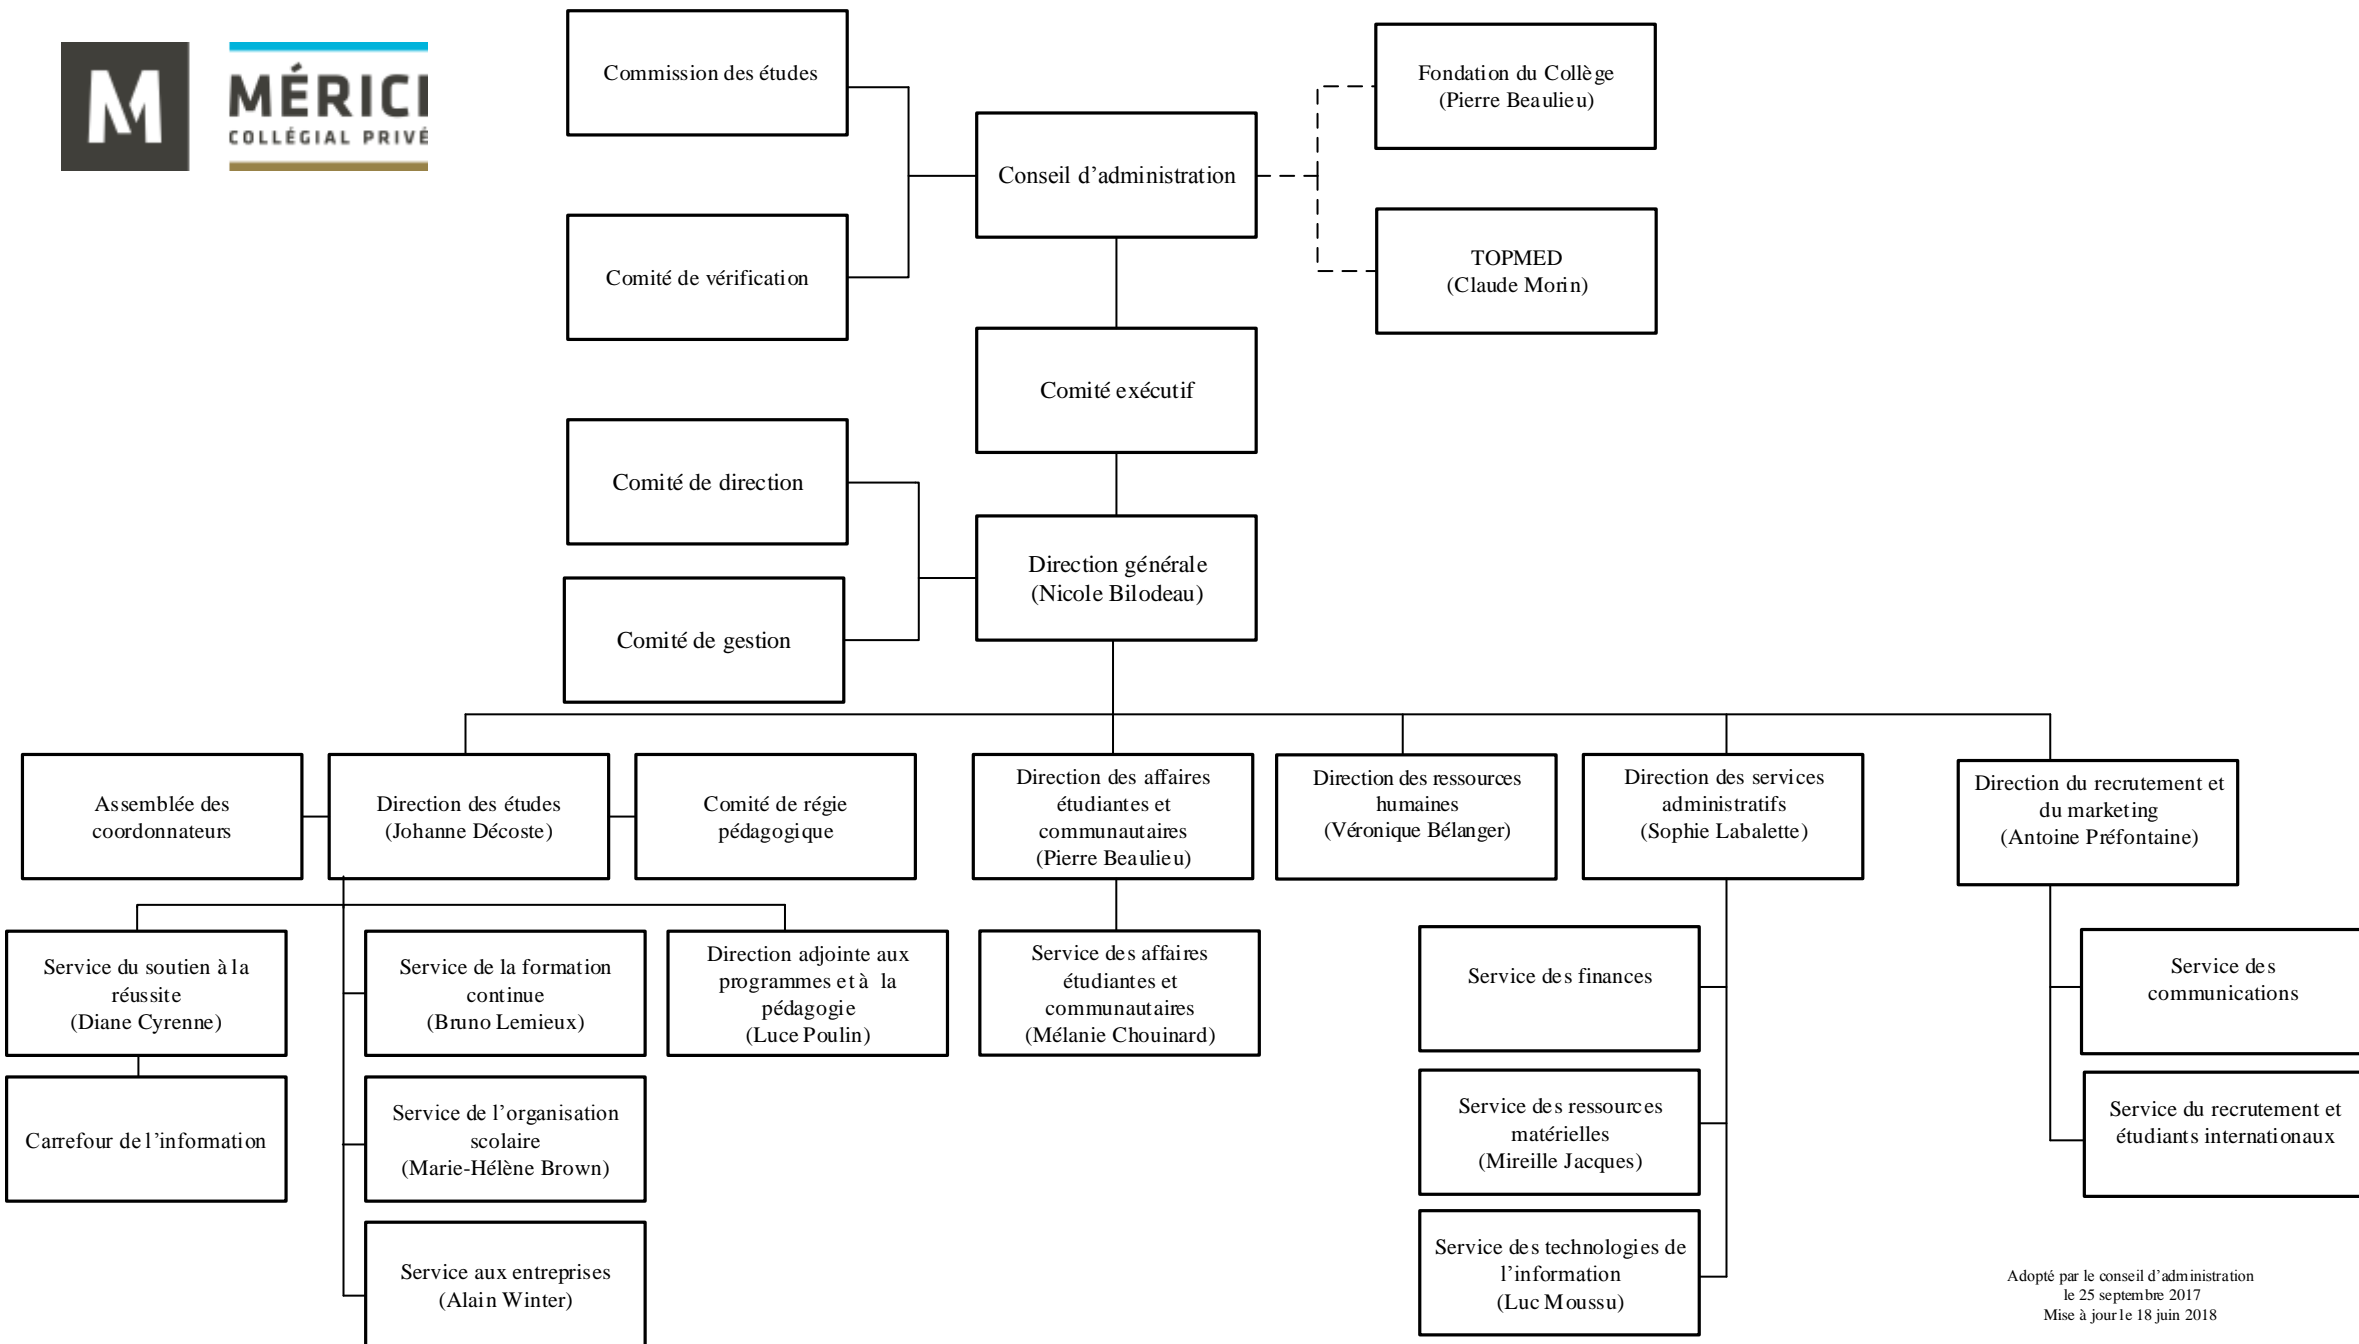 M
MÉRICI
COLLÉGIAL PRIVÉ
Commission des études
Fondation du Collège
(Pierre Beaulieu)
Conseil d’administration
Comité de vérification
TOPMED
(Claude Morin)
Comité exécutif
Comité de direction
Direction générale
(Nicole Bilodeau)
Comité de gestion
Assemblée des
coordonnateurs
Direction des études
(Johanne Décoste)
Comité de régie
pédagogique
Direction des affaires
étudiantes et
communautaires
(Pierre Beaulieu)
Direction des ressources
humaines
(Véronique Bélanger)
Direction des services
administratifs
(Sophie Labalette)
Direction du recrutement et
du marketing
(Antoine Préfontaine)
Service du soutien à la
réussite
(Diane Cyrenne)
Service de la formation
continue
(Bruno Lemieux)
Direction adjointe aux
programmes et à la
pédagogie
(Luce Poulin)
Service des affaires
étudiantes et
communautaires
(Mélanie Chouinard)
Service des finances
Service des
communications
Carrefour de l’information
Service de l’organisation
scolaire
(Marie-Hélène Brown)
Service des ressources
matérielles
(Mireille Jacques)
Service du recrutement et
étudiants internationaux
Service aux entreprises
(Alain Winter)
Service des technologies de
l’information
(Luc Moussu)
Adopté par le conseil d’administration
le 25 septembre 2017
Mise à jour le 18 juin 2018